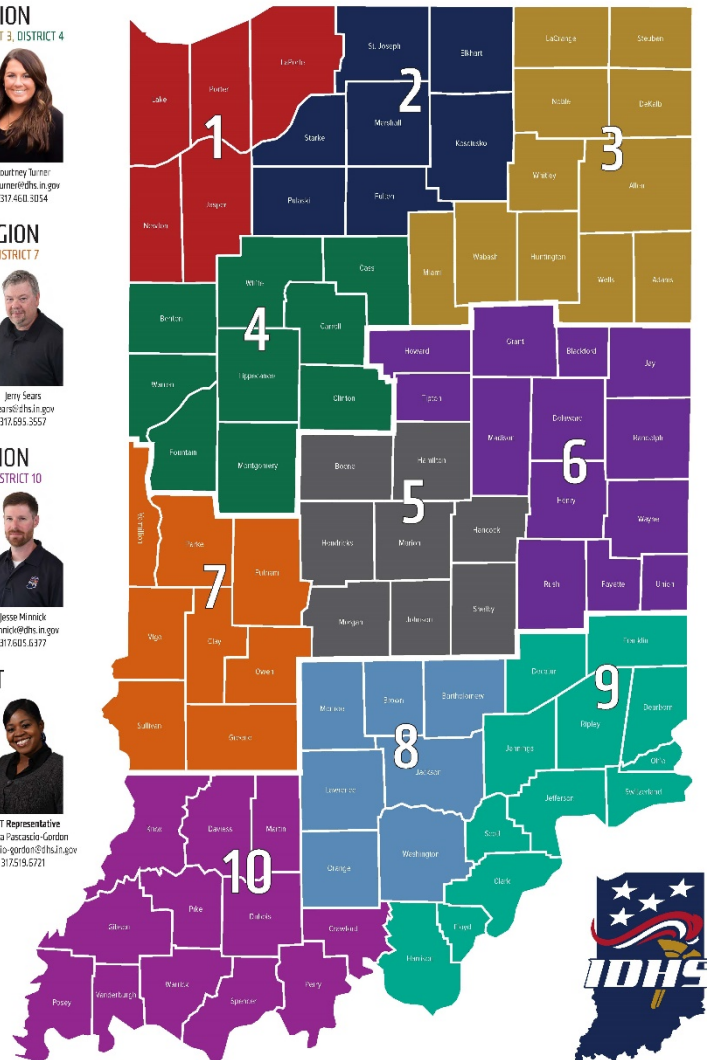 ION
T 3, DISTRICT 4
ourtney Turner
urner@dhs.in.gov
317.460.3054
GION
ISTRICT 7
Jerry Sears
ears@dhs.in.gov
317.695.3557
ION
STRICT 10
Jesse Minnick
nnick@dhs.in.gov
317.605.6377
T
T Representative
a Pascascio-Gordon
io-gordon@dhs.in.gov
317.519.6721
LaPorte
St. Joseph
Elkhart
LaGrange
Steuben
Lake
Porter
2
Noble
DeKalb
1
Starke
Marshall
Kosciusko
3
Whitley
Allen
Newton
Jasper
Pulaski
Fulton
Miami
Wabash
Huntington
Wells
Adams
White
Cass
Benton
4
Carroll
Howard
Grant
Blackford
Jay
Warren
Tippecanoe
Clinton
Tipton
Madison
Delaware
Randolph
Fountain
Montgomery
Boone
Hamilton
6
5
Henry
Wayne
Vermillion
Parke
Putnam
Hendricks
Marion
Hancock
7
Rush
Fayette
Union
Vigo
Clay
Owen
Morgan
Johnson
Shelby
Franklin
Decatur
9
Sullivan
Greene
Monroe
Brown
Bartholomew
Ripley
Dearborn
8
Jackson
Jennings
Ohio
Lawrence
Jefferson
Switzerland
Knox
Daviess
Martin
Orange
Washington
Scott
10
Clark
Gibson
Pike
Dubois
Crawford
Floyd
Harrison
Posey
Vanderburgh
Warrick
Spencer
Perry
IDHS